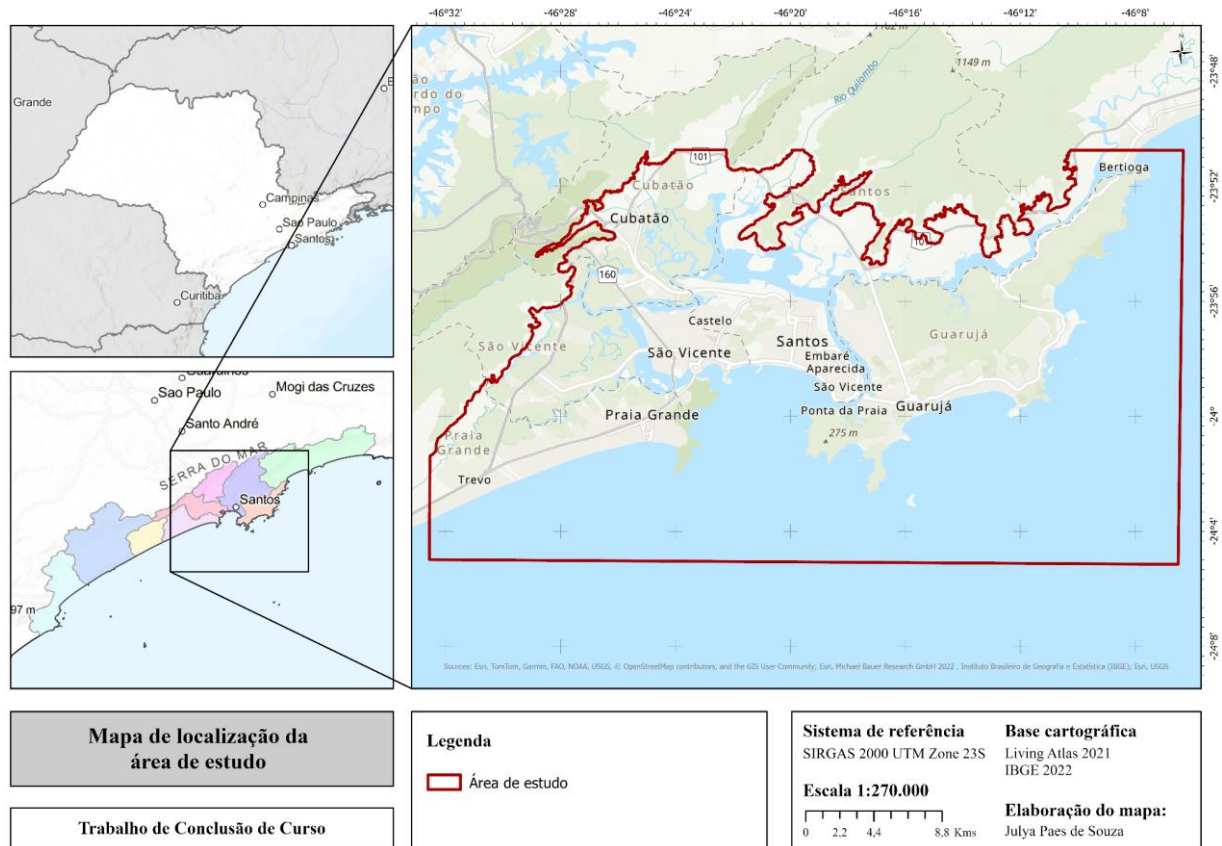 -46°32'
-46°28'
-46°24'
-46°20'
-46°16'
-46°12'
-46°8'
Grande
Campinas
Sao Paulo
Santos
Curitiba
Mogi das Cruzes
Sao Paulo
Santo André
SERRA DO MAR
Santos
97 m
1149 m
Rio Quilombo
101
Bertioga
Cubatão
Santos
Cubatão
101
160
Castelo
Guarujá
São Vicente
Santos
São Vicente
Embaré
Aparecida
São Vicente
Praia Grande
Ponta da Praia
Guarujá
275 m
Praia
Grande
Trevo
-23°48'
-23°52'
-23°56'
-24°
-24°4'
-24°8'
Sources: Esri, TomTom, Garmin, FAO, NOAA, USGS, © OpenStreetMap contributors, and the GIS User Community; Esri, Michael Bauer Research GmbH 2022 , Instituto Brasileiro de Geografia e Estatística (IBGE); Esri, USGS
Mapa de localização da
área de estudo
Trabalho de Conclusão de Curso
Legenda
Área de estudo
Sistema de referência
SIRGAS 2000 UTM Zone 23S
Escala 1:270.000
0 2,2 4,4 8,8 Kms
Base cartográfica
Living Atlas 2021
IBGE 2022
Elaboração do mapa:
Julya Paes de Souza